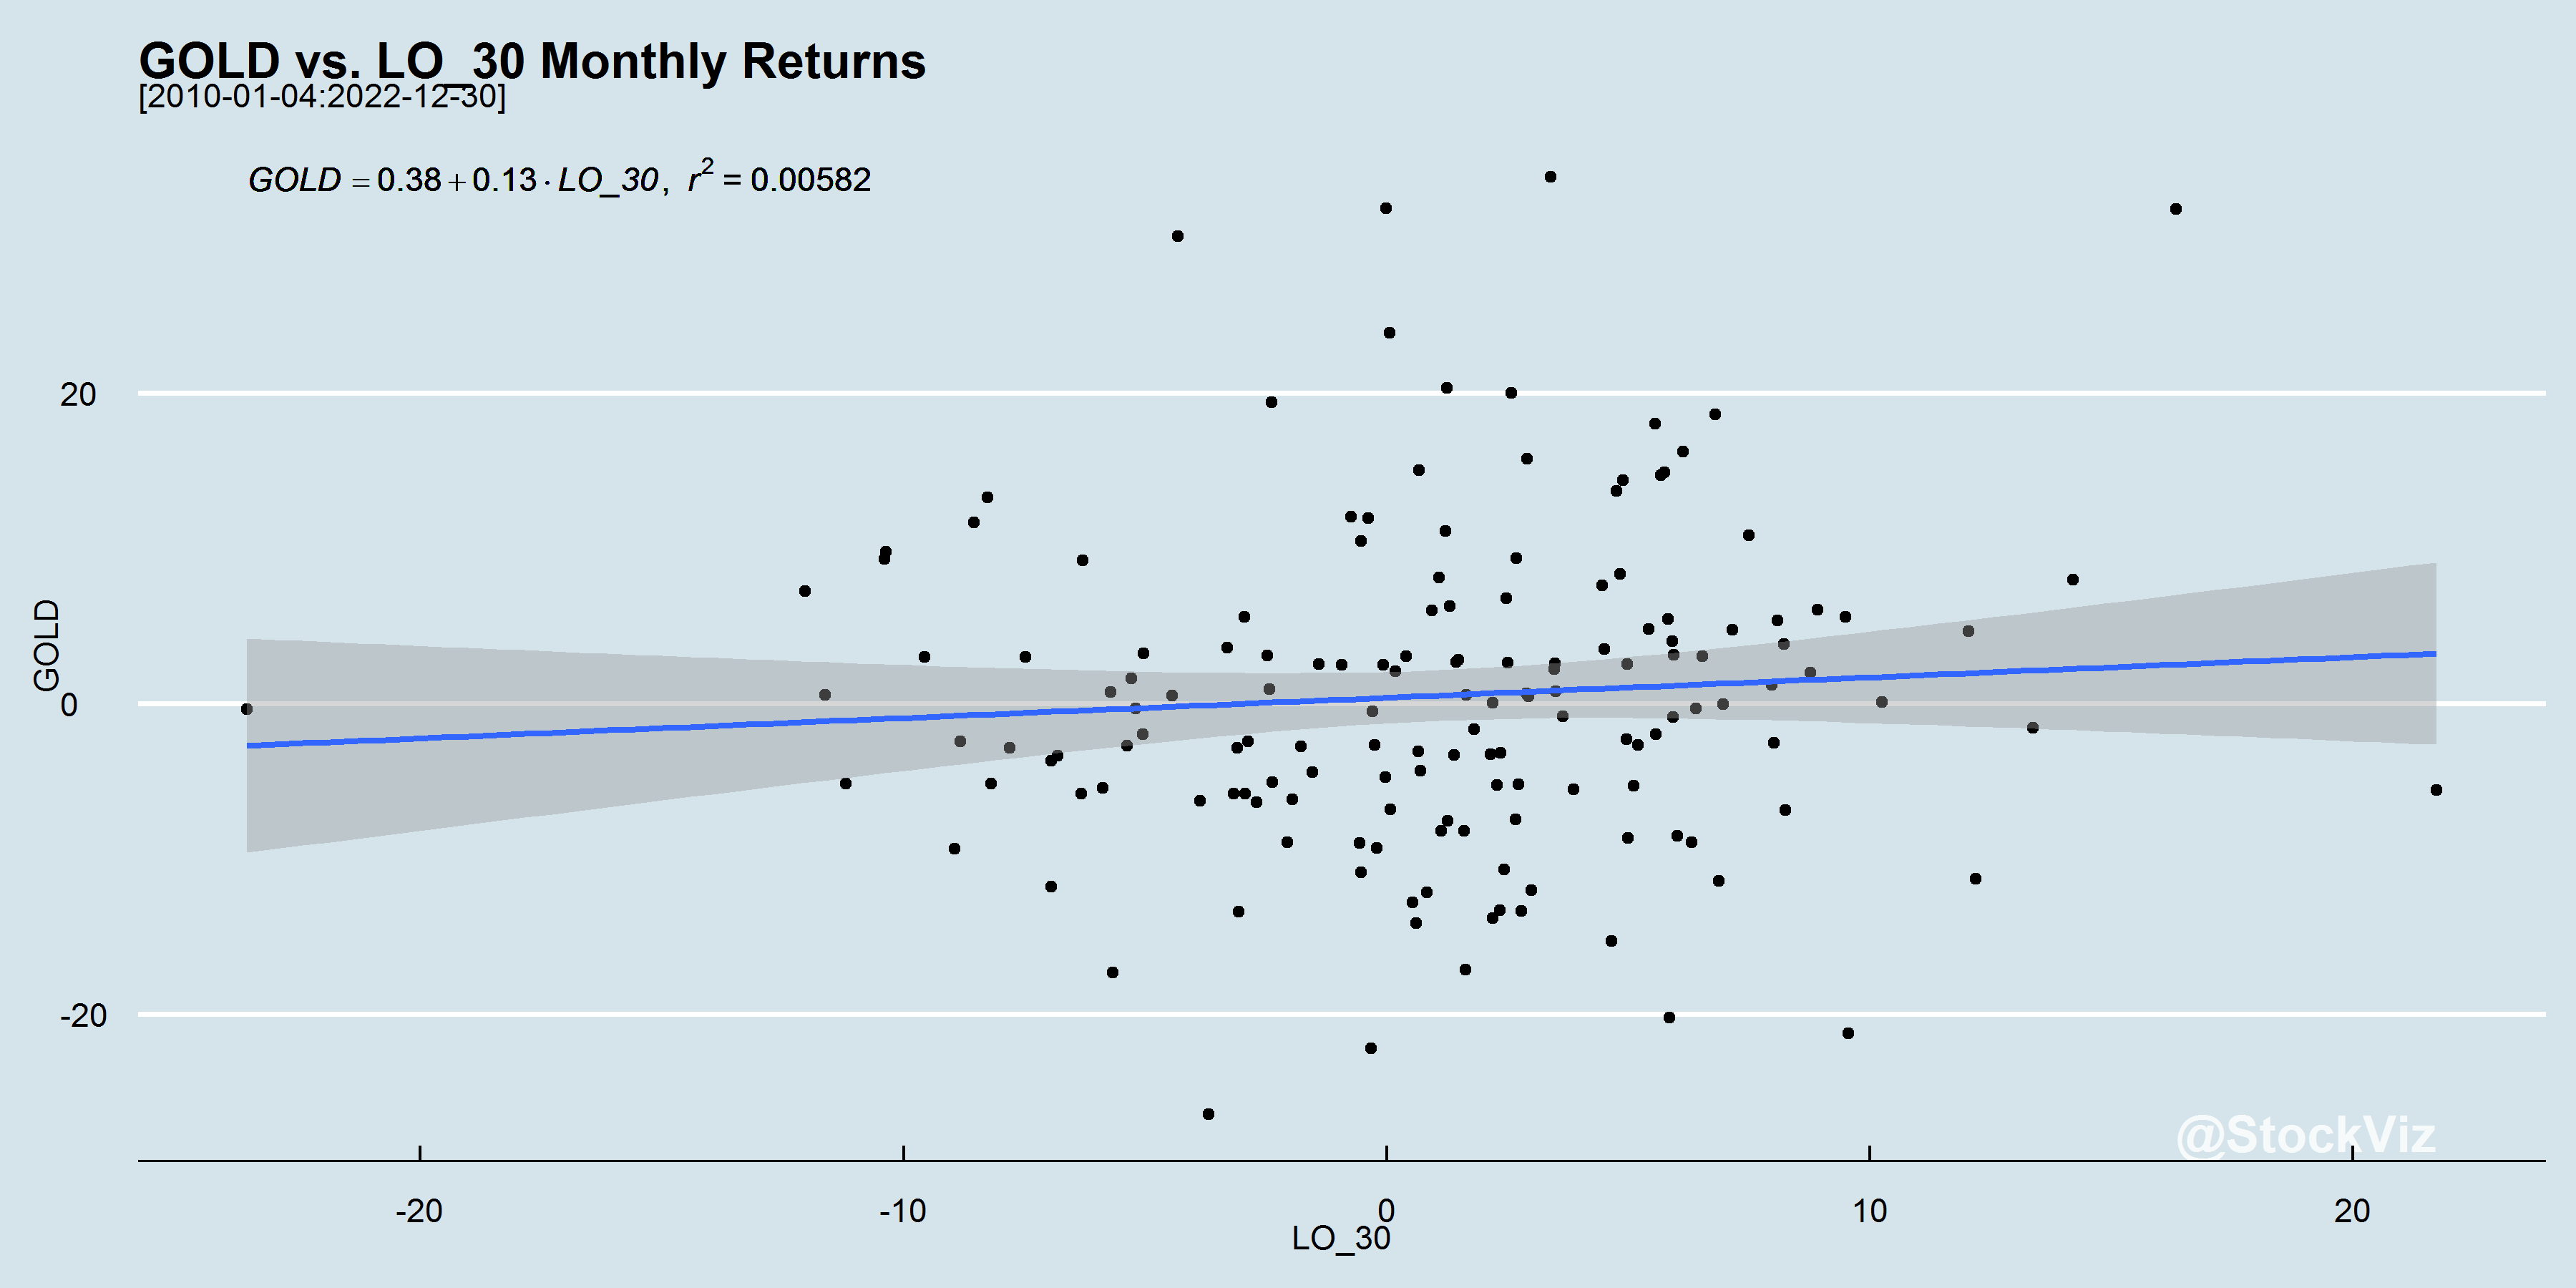 GOLD vs. LO_30 Monthly Returns
[2010-01-04:2022-12-30]
GOLD = 0.38 + 0.13 · LO_30, r² = 0.00582
20
0
-20
GOLD
@StockViz
-20 -10 0 10 20
LO_30